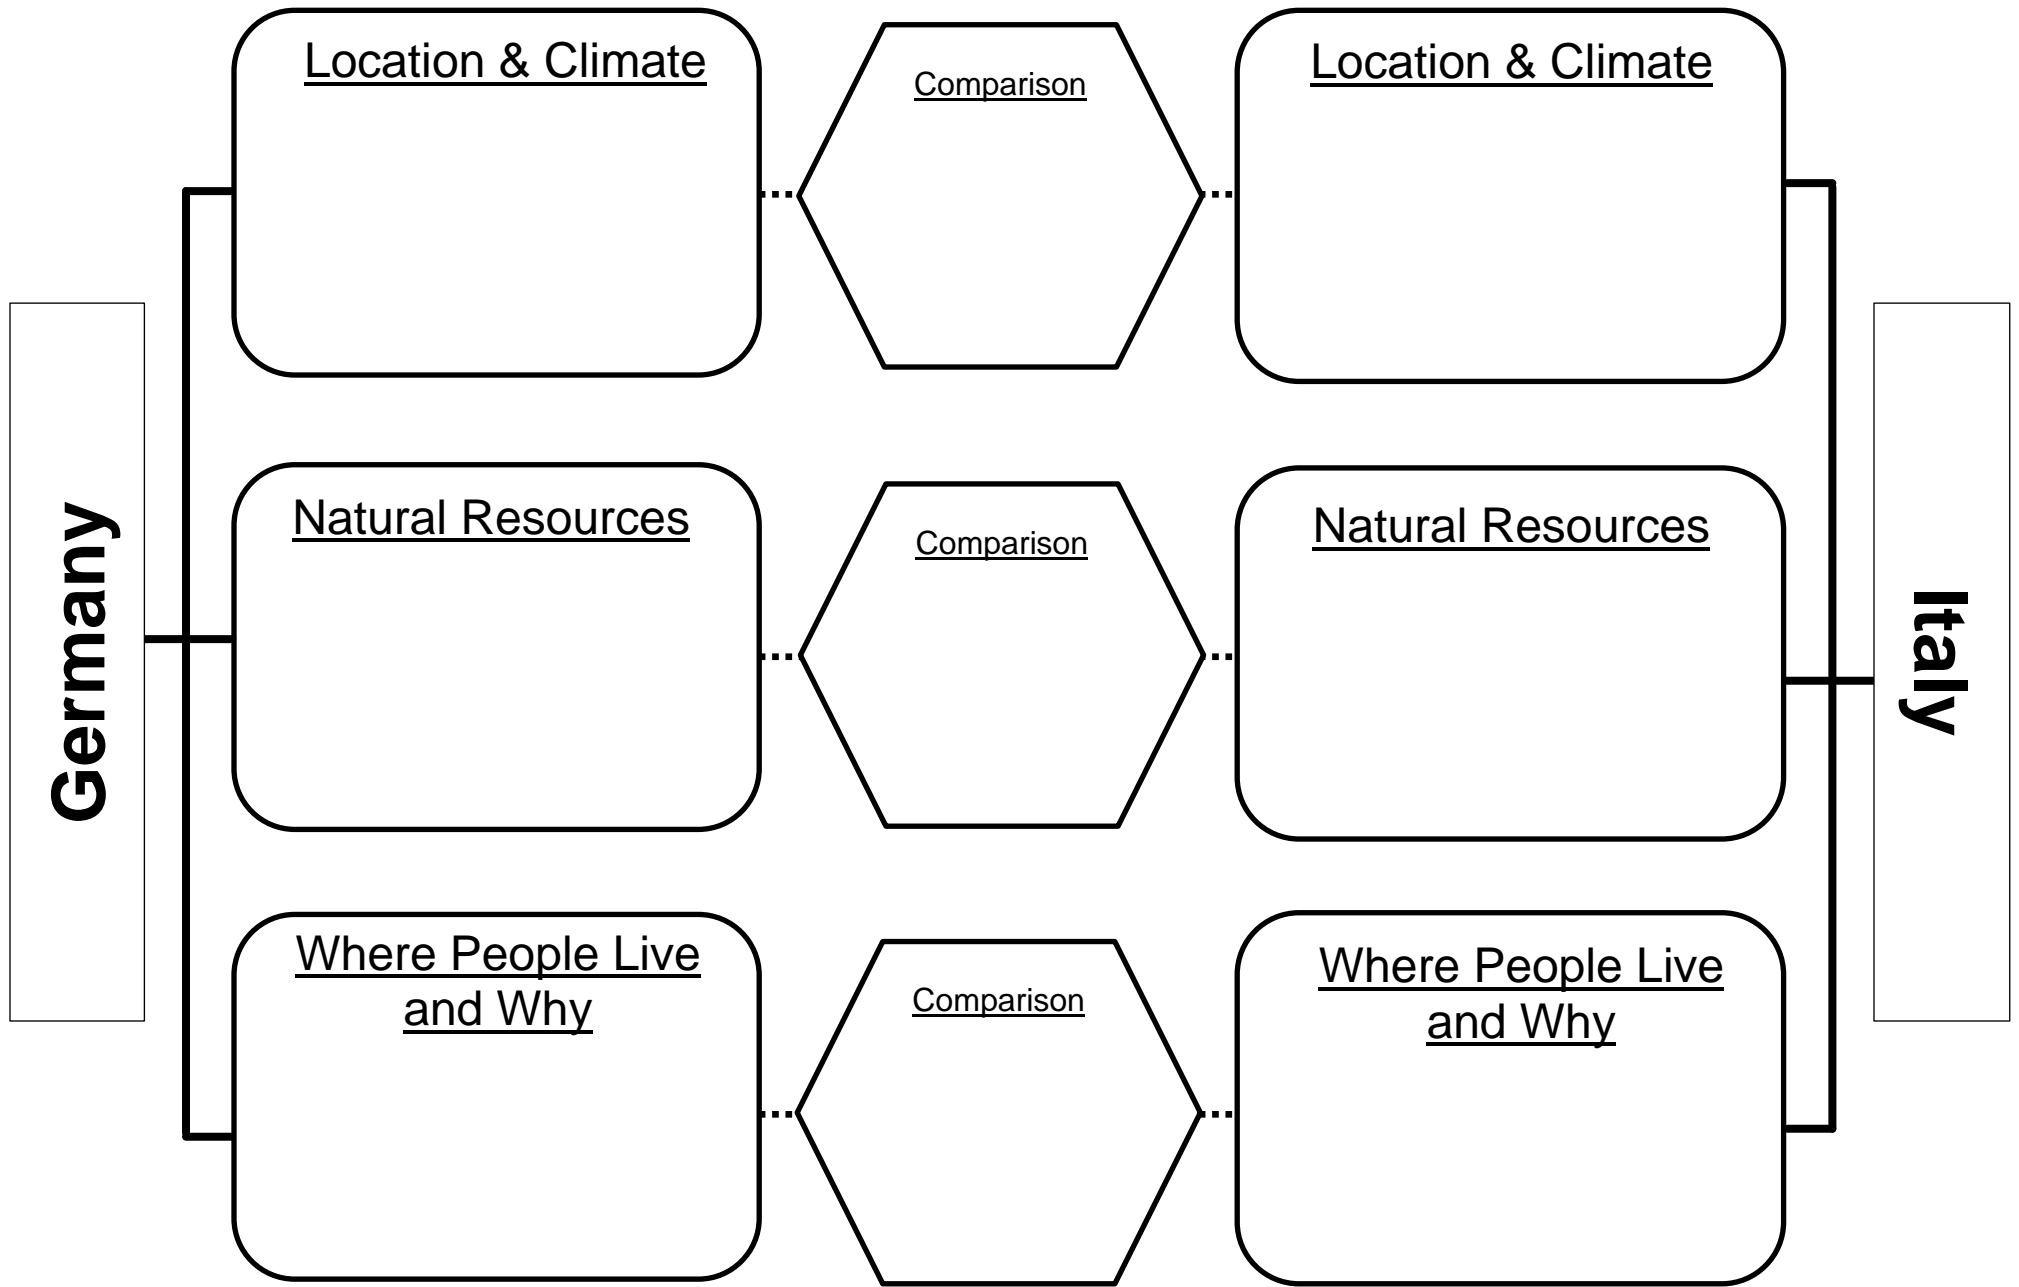 Location & Climate
Comparison
Location & Climate
Germany
Natural Resources
Comparison
Natural Resources
Italy
Where People Live
and Why
Comparison
Where People Live
and Why